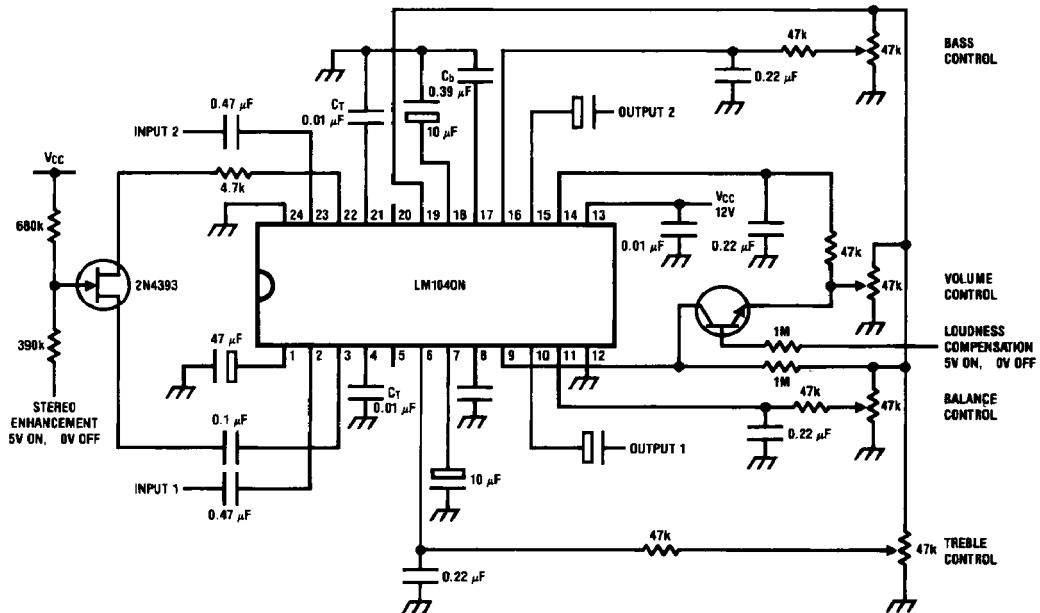 47k
47k
BASS
CONTROL
0.22 μF
Cb
0.39 μF
CT
0.01 μF
10 μF
OUTPUT 2
0.47 μF
INPUT 2
VCC
4.7k
680k
24 23 22 21 20 19 18 17 16 15 14 13
VCC
12V
0.01 μF
0.22 μF
47k
2N4393
LM1040N
47k
VOLUME
CONTROL
390k
47 μF
1 2 3 4 5 6 7 8 9 10 11 12
1M
LOUDNESS
COMPENSATION
5V ON, 0V OFF
1M
STEREO
ENHANCEMENT
5V ON, 0V OFF
CT
0.01 μF
47k
47k
BALANCE
CONTROL
0.22 μF
0.1 μF
OUTPUT 1
INPUT 1
10 μF
0.47 μF
47k
47k
TREBLE
CONTROL
0.22 μF